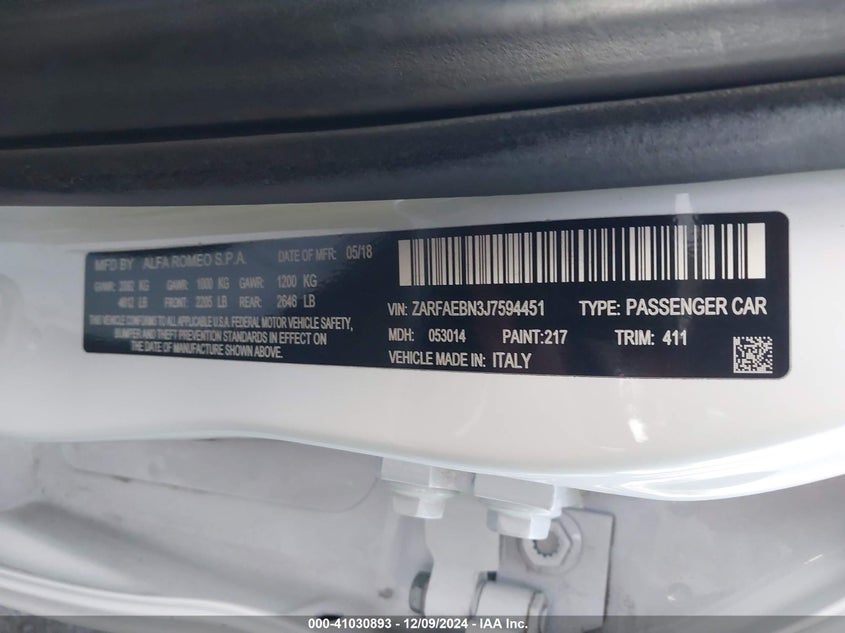 MFD BY ALFA ROMEO S.P.A. DATE OF MFR: 05/18
GAWR: KG GAWR: 1000 KG GAWR: 1200 KG
LB FRONT: 2205 LB REAR: 2646 LB
THIS VEHICLE CONFORMS TO ALL APPLICABLE U.S.A. FEDERAL MOTOR VEHICLE SAFETY,
BUMPER AND THEFT PREVENTION STANDARDS IN EFFECT ON
THE DATE OF MANUFACTURE SHOWN ABOVE.
VIN: ZARFAEBN3J7594451 TYPE: PASSENGER CAR
MDH: 053014 PAINT:217 TRIM: 411
VEHICLE MADE IN: ITALY
000-41030893 - 12/09/2024 - IAA Inc.